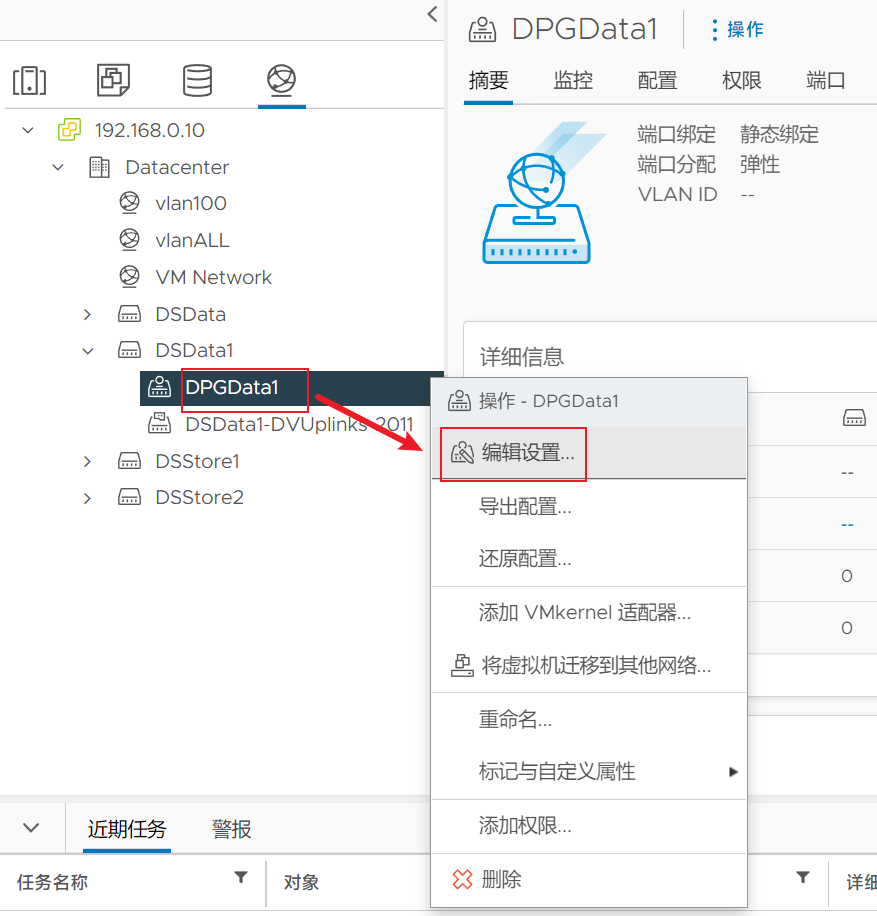 DPGData1
操作
摘要
监控
配置
权限
端口
端口绑定 静态绑定
端口分配 弹性
VLAN ID --
192.168.0.10
Datacenter
vlan100
vlanALL
VM Network
DSData
DSData1
DPGData1
DSData1-DVUplinks-2011
DSStore1
DSStore2
详细信息
--
--
0
0
操作 - DPGData1
编辑设置...
导出配置...
还原配置...
添加 VMkernel 适配器...
将虚拟机迁移到其他网络...
重命名...
标记与自定义属性
添加权限...
删除
近期任务
警报
任务名称
对象
详细